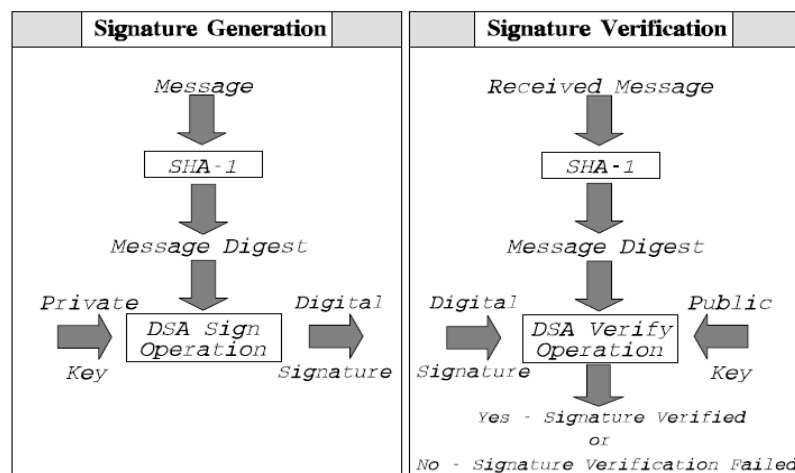 Signature Generation
Message
SHA-1
Message Digest
Private
Key
DSA Sign
Operation
Digital
Signature
Signature Verification
Received Message
SHA-1
Message Digest
Digital
Signature
DSA Verify
Operation
Public
Key
Yes - Signature Verified
or
No - Signature Verification Failed